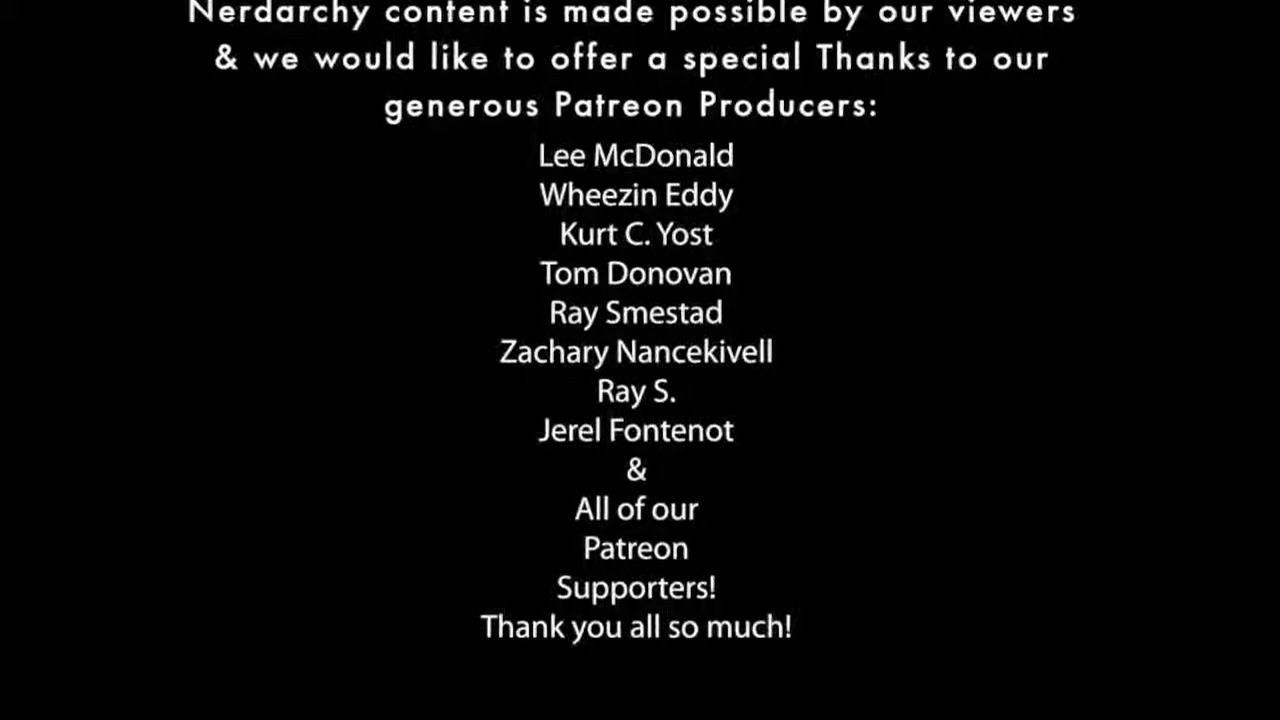 Nerdarchy content is made possible by our viewers
& we would like to offer a special Thanks to our
generous Patreon Producers:
Lee McDonald
Wheezin Eddy
Kurt C. Yost
Tom Donovan
Ray Smestad
Zachary Nancekivell
Ray S.
Jerel Fontenot
&
All of our
Patreon
Supporters!
Thank you all so much!